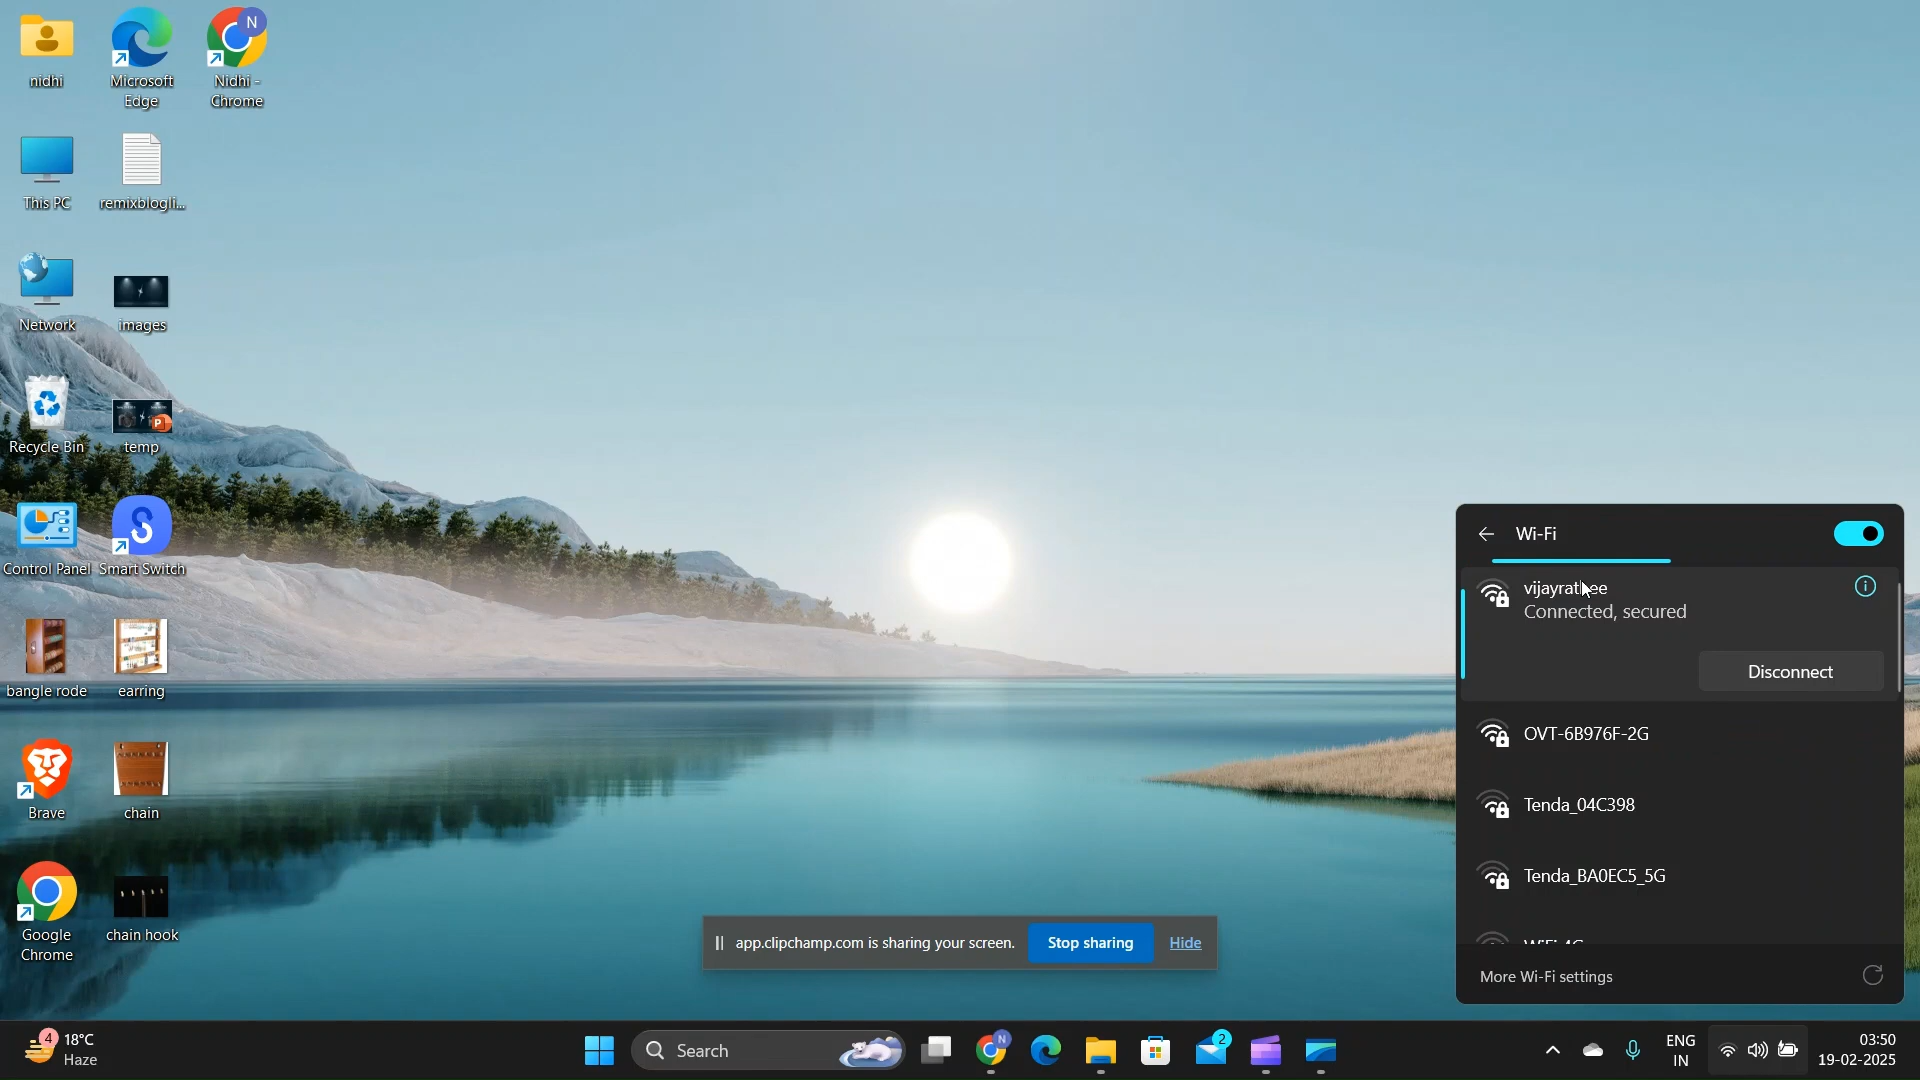 nidhi
Microsoft
Edge
N
Nidhi -
Chrome
This PC
remixblogli...
Network
images
Recycle Bin
P
temp
Control Panel
Smart Switch
bangle rode
earring
Brave
chain
Google
Chrome
chain hook
Wi-Fi
Connected, secured
Disconnect
OVT-6B976F-2G
Tenda_04C398
Tenda_BA0EC5_5G
More Wi-Fi settings
app.clipchamp.com is sharing your screen.
Stop sharing
Hide
4
18°C
Haze
Search
N
2
ENG
IN
03:50
19-02-2025